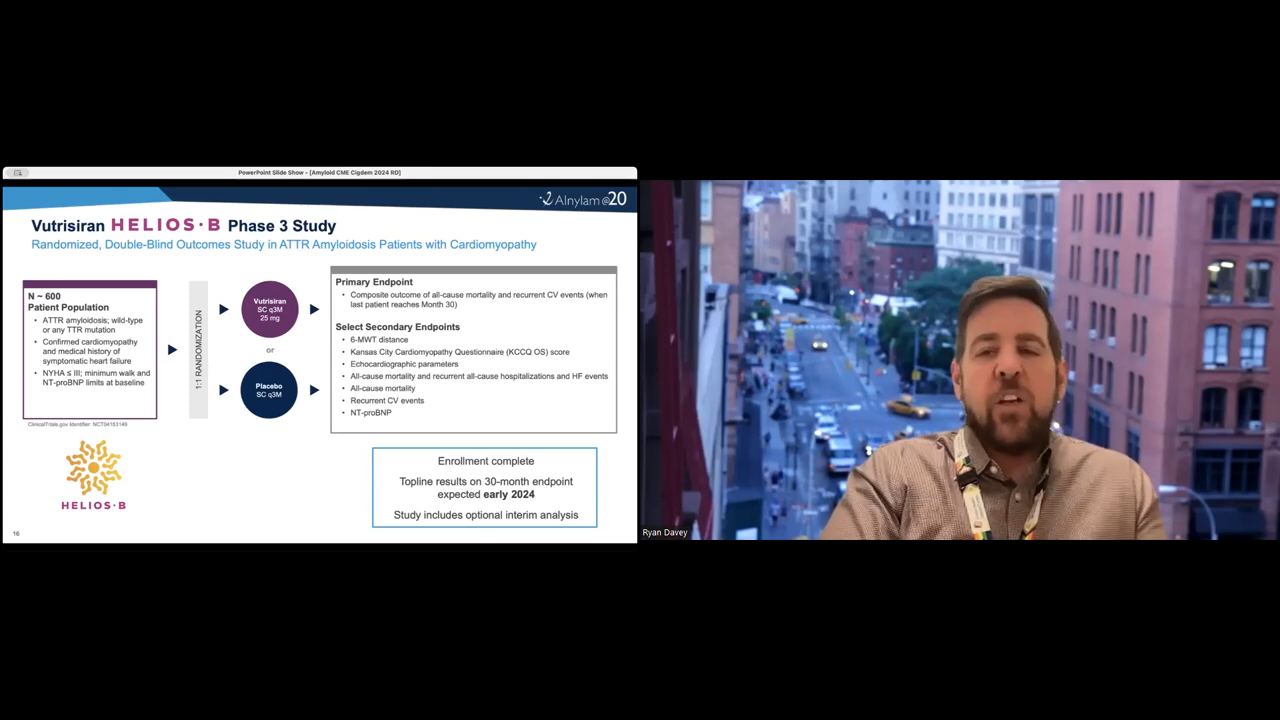 PowerPoint Slide Show – [Amyloid CME Cigdem 2024 RD]
Alnylam @20
Vutrisiran HELIOS·B Phase 3 Study
Randomized, Double-Blind Outcomes Study in ATTR Amyloidosis Patients with Cardiomyopathy
N ~ 600
Patient Population
• ATTR amyloidosis; wild-type
or any TTR mutation
• Confirmed cardiomyopathy
and medical history of
symptomatic heart failure
• NYHA ≤ III; minimum walk and
NT-proBNP limits at baseline
ClinicalTrials.gov Identifier: NCT04153149
1:1 RANDOMIZATION
Vutrisiran
SC q3M
25 mg
or
Placebo
SC q3M
Primary Endpoint
• Composite outcome of all-cause mortality and recurrent CV events (when
last patient reaches Month 30)
Select Secondary Endpoints
• 6-MWT distance
• Kansas City Cardiomyopathy Questionnaire (KCCQ OS) score
• Echocardiographic parameters
• All-cause mortality and recurrent all-cause hospitalizations and HF events
• All-cause mortality
• Recurrent CV events
• NT-proBNP
HELIOS·B
Enrollment complete
Topline results on 30-month endpoint
expected early 2024
Study includes optional interim analysis
16
Ryan Davey